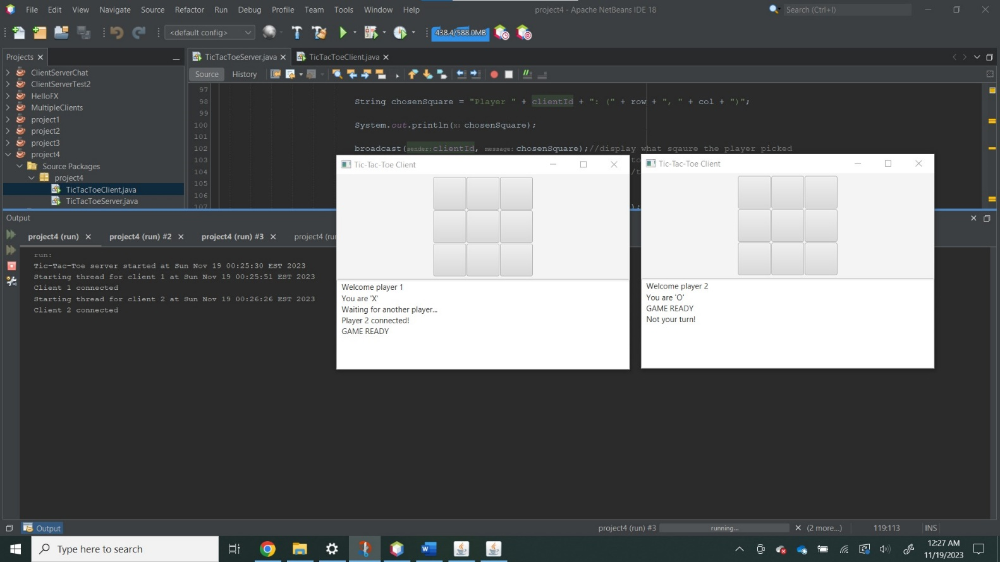 File Edit View Navigate Source Refactor Run Debug Profile Team Tools Window Help
project4 - Apache NetBeans IDE 18
Search (Ctrl+I)
<default config>
438.4/588.0MB
Projects
TicTacToeServer.java
TicTacToeClient.java
Source History
ClientServerChat
ClientServerTest2
HelloFX
MultipleClients
project1
project2
project3
project4
Source Packages
project4
TicTacToeClient.java
TicTacToeServer.java
97
98 String chosenSquare = "Player " + clientId + ": (" + row + ", " + col + ")";
99
100 System.out.println(x: chosenSquare);
101
102 broadcast(sender: clientId, message: chosenSquare);//display what sqaure the player picked
103
104
105
106
107 );
Output
project4 (run) project4 (run) #2 project4 (run) #3 project4 (run
run:
Tic-Tac-Toe server started at Sun Nov 19 00:25:30 EST 2023
Starting thread for client 1 at Sun Nov 19 00:25:51 EST 2023
Client 1 connected
Starting thread for client 2 at Sun Nov 19 00:26:26 EST 2023
Client 2 connected
Tic-Tac-Toe Client
Welcome player 1
You are 'X'
Waiting for another player...
Player 2 connected!
GAME READY
Tic-Tac-Toe Client
Welcome player 2
You are 'O'
GAME READY
Not your turn!
Output
project4 (run) #3 running... (2 more...) 119:113 INS
Type here to search
12:27 AM
11/19/2023